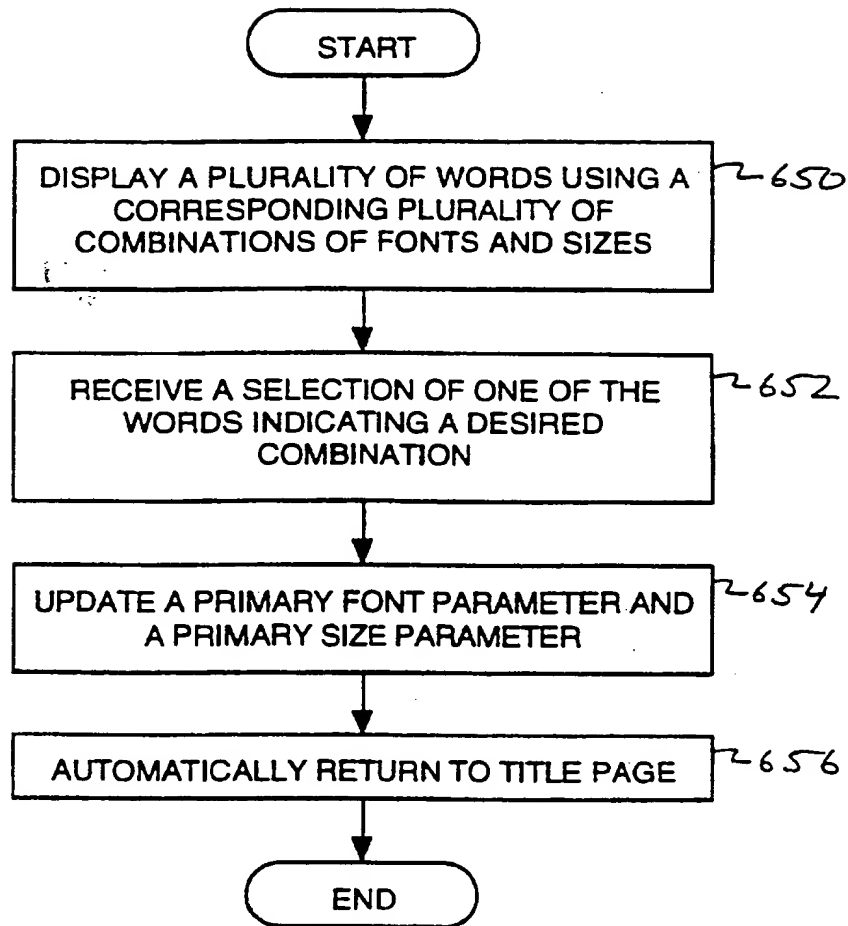 START
DISPLAY A PLURALITY OF WORDS USING A
CORRESPONDING PLURALITY OF
COMBINATIONS OF FONTS AND SIZES
650
RECEIVE A SELECTION OF ONE OF THE
WORDS INDICATING A DESIRED
COMBINATION
652
UPDATE A PRIMARY FONT PARAMETER AND
A PRIMARY SIZE PARAMETER
654
AUTOMATICALLY RETURN TO TITLE PAGE
656
END